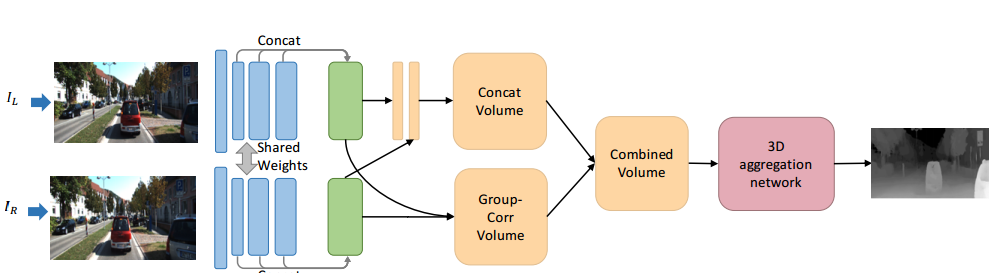 Concat
I_L
Concat
Volume
3D
aggregation
network
Combined
Volume
Shared
Weights
I_R
Group-
Corr
Volume